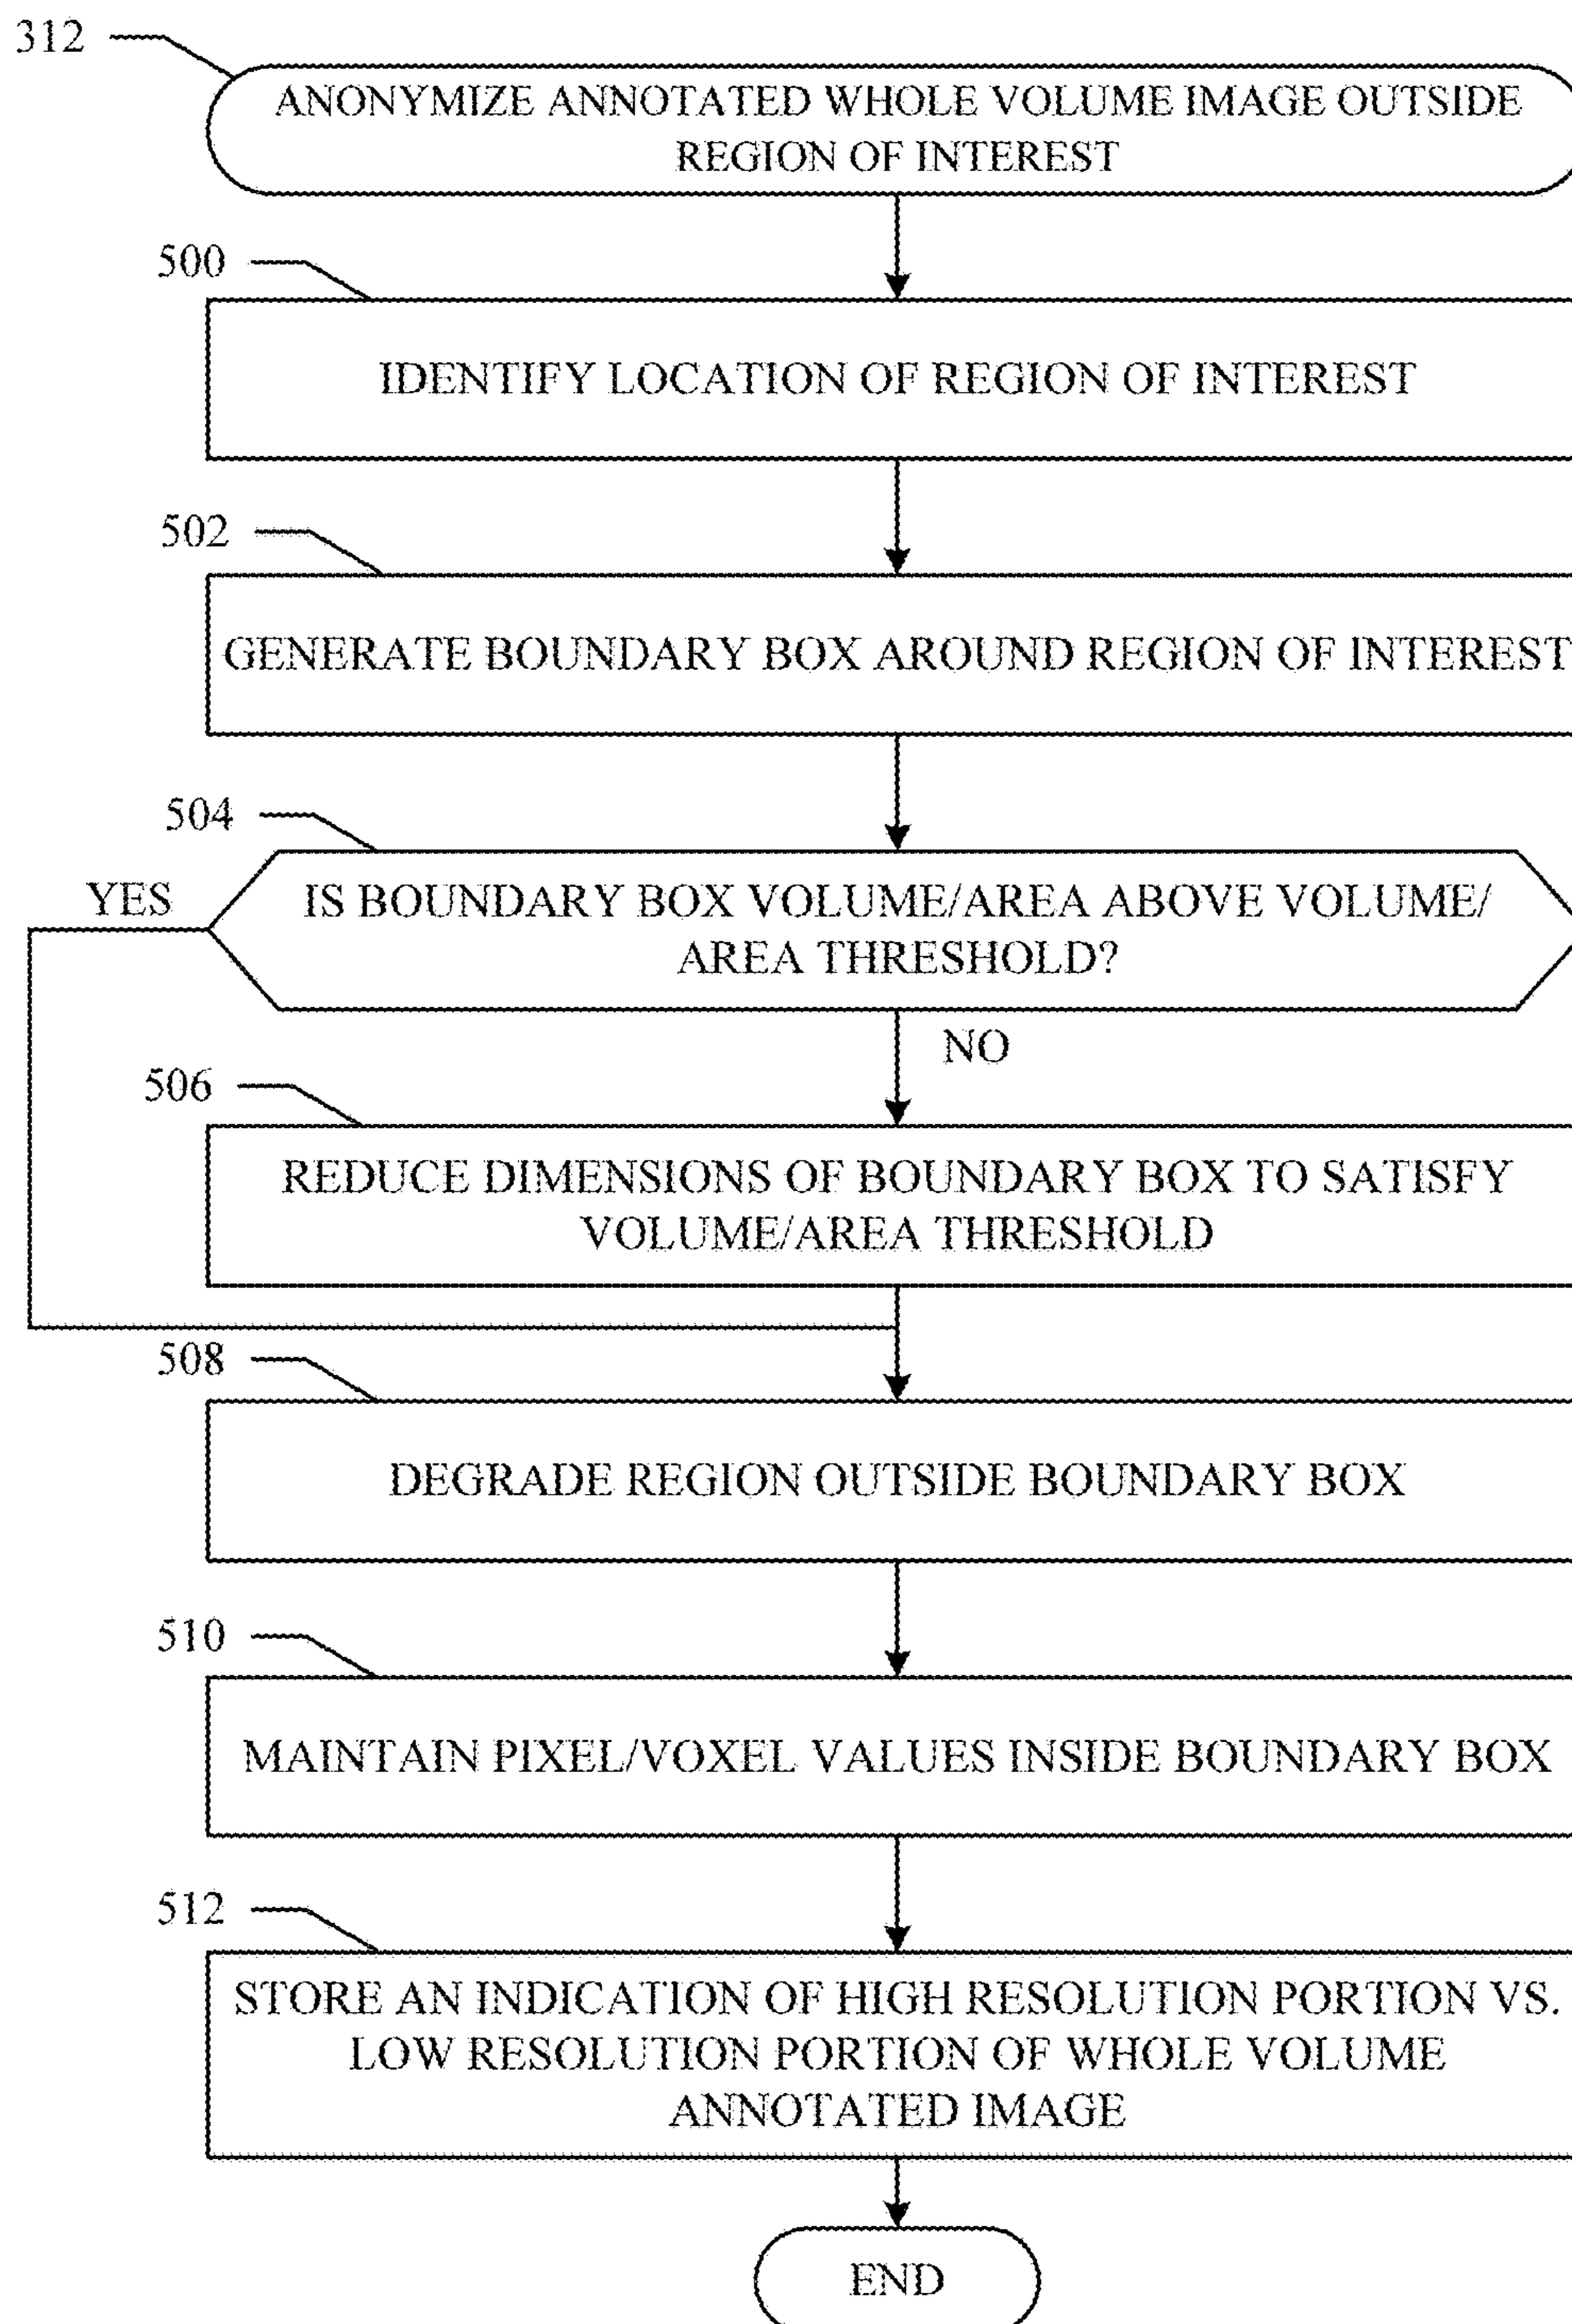 312
ANONYMIZE ANNOTATED WHOLE VOLUME IMAGE OUTSIDE
REGION OF INTEREST
500
IDENTIFY LOCATION OF REGION OF INTEREST
502
GENERATE BOUNDARY BOX AROUND REGION OF INTEREST
504
YES
IS BOUNDARY BOX VOLUME/AREA ABOVE VOLUME/
AREA THRESHOLD?
NO
506
REDUCE DIMENSIONS OF BOUNDARY BOX TO SATISFY
VOLUME/AREA THRESHOLD
508
DEGRADE REGION OUTSIDE BOUNDARY BOX
510
MAINTAIN PIXEL/VOXEL VALUES INSIDE BOUNDARY BOX
512
STORE AN INDICATION OF HIGH RESOLUTION PORTION VS.
LOW RESOLUTION PORTION OF WHOLE VOLUME
ANNOTATED IMAGE
END